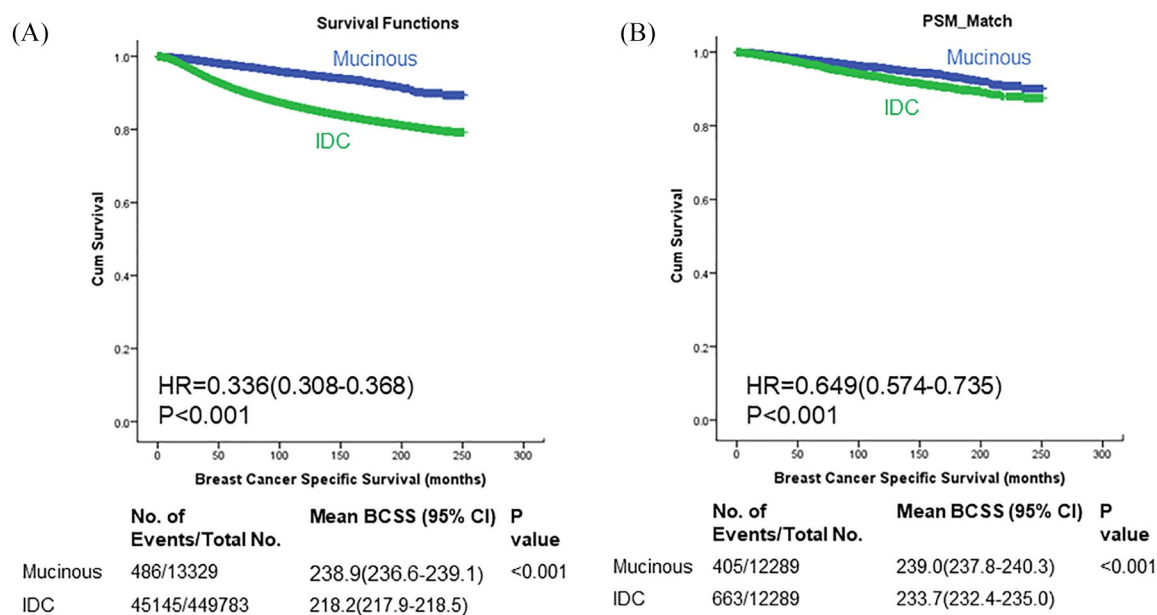 (A)
Survival Functions
Mucinous
IDC
Cum Survival
1.0
0.8
0.6
0.4
0.2
0.0
HR=0.336(0.308-0.368)
P<0.001
0 50 100 150 200 250 300
Breast Cancer Specific Survival (months)
No. of Events/Total No. Mean BCSS (95% CI) P value
Mucinous 486/13329 238.9(236.6-239.1) <0.001
IDC 45145/449783 218.2(217.9-218.5)
(B)
PSM_Match
Mucinous
IDC
Cum Survival
1.0
0.8
0.6
0.4
0.2
0.0
HR=0.649(0.574-0.735)
P<0.001
0 50 100 150 200 250 300
Breast Cancer Specific Survival (months)
No. of Events/Total No. Mean BCSS (95% CI) P value
Mucinous 405/12289 239.0(237.8-240.3) <0.001
IDC 663/12289 233.7(232.4-235.0)